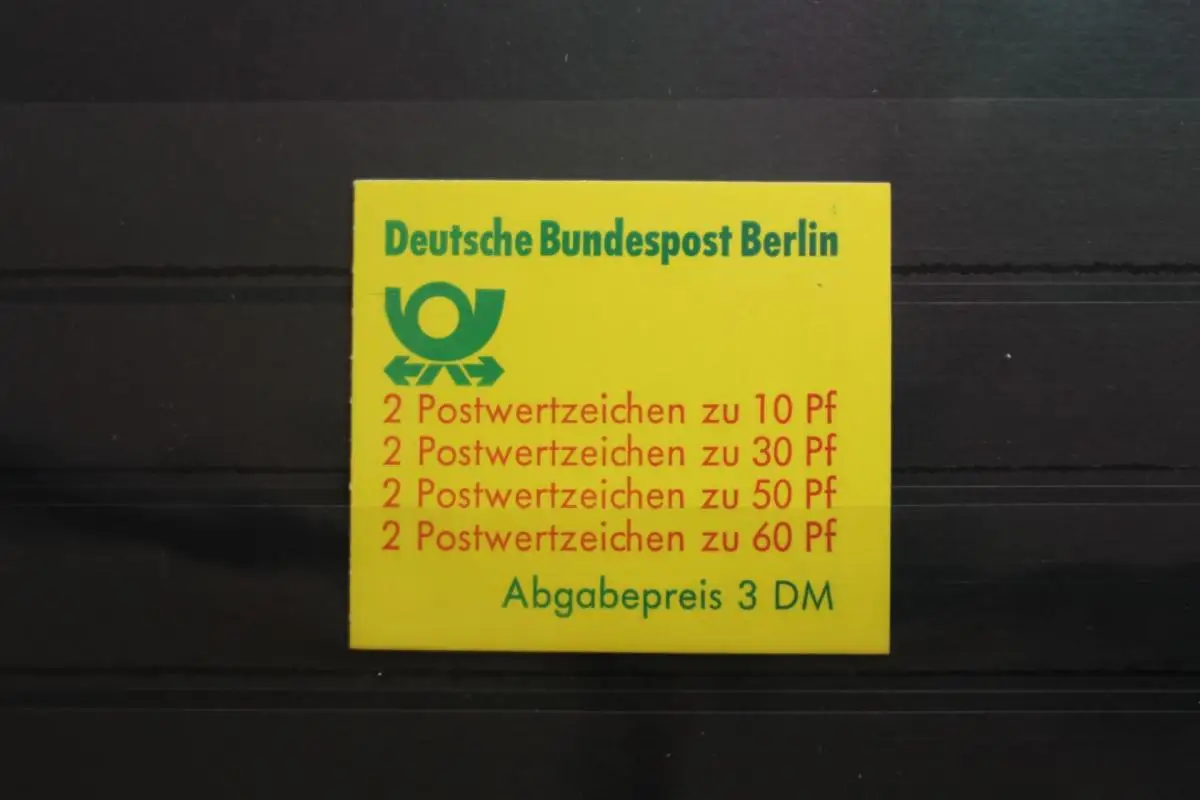 Deutsche Bundespost Berlin
2 Postwertzeichen zu 10 Pf
2 Postwertzeichen zu 30 Pf
2 Postwertzeichen zu 50 Pf
2 Postwertzeichen zu 60 Pf
Abgabepreis 3 DM